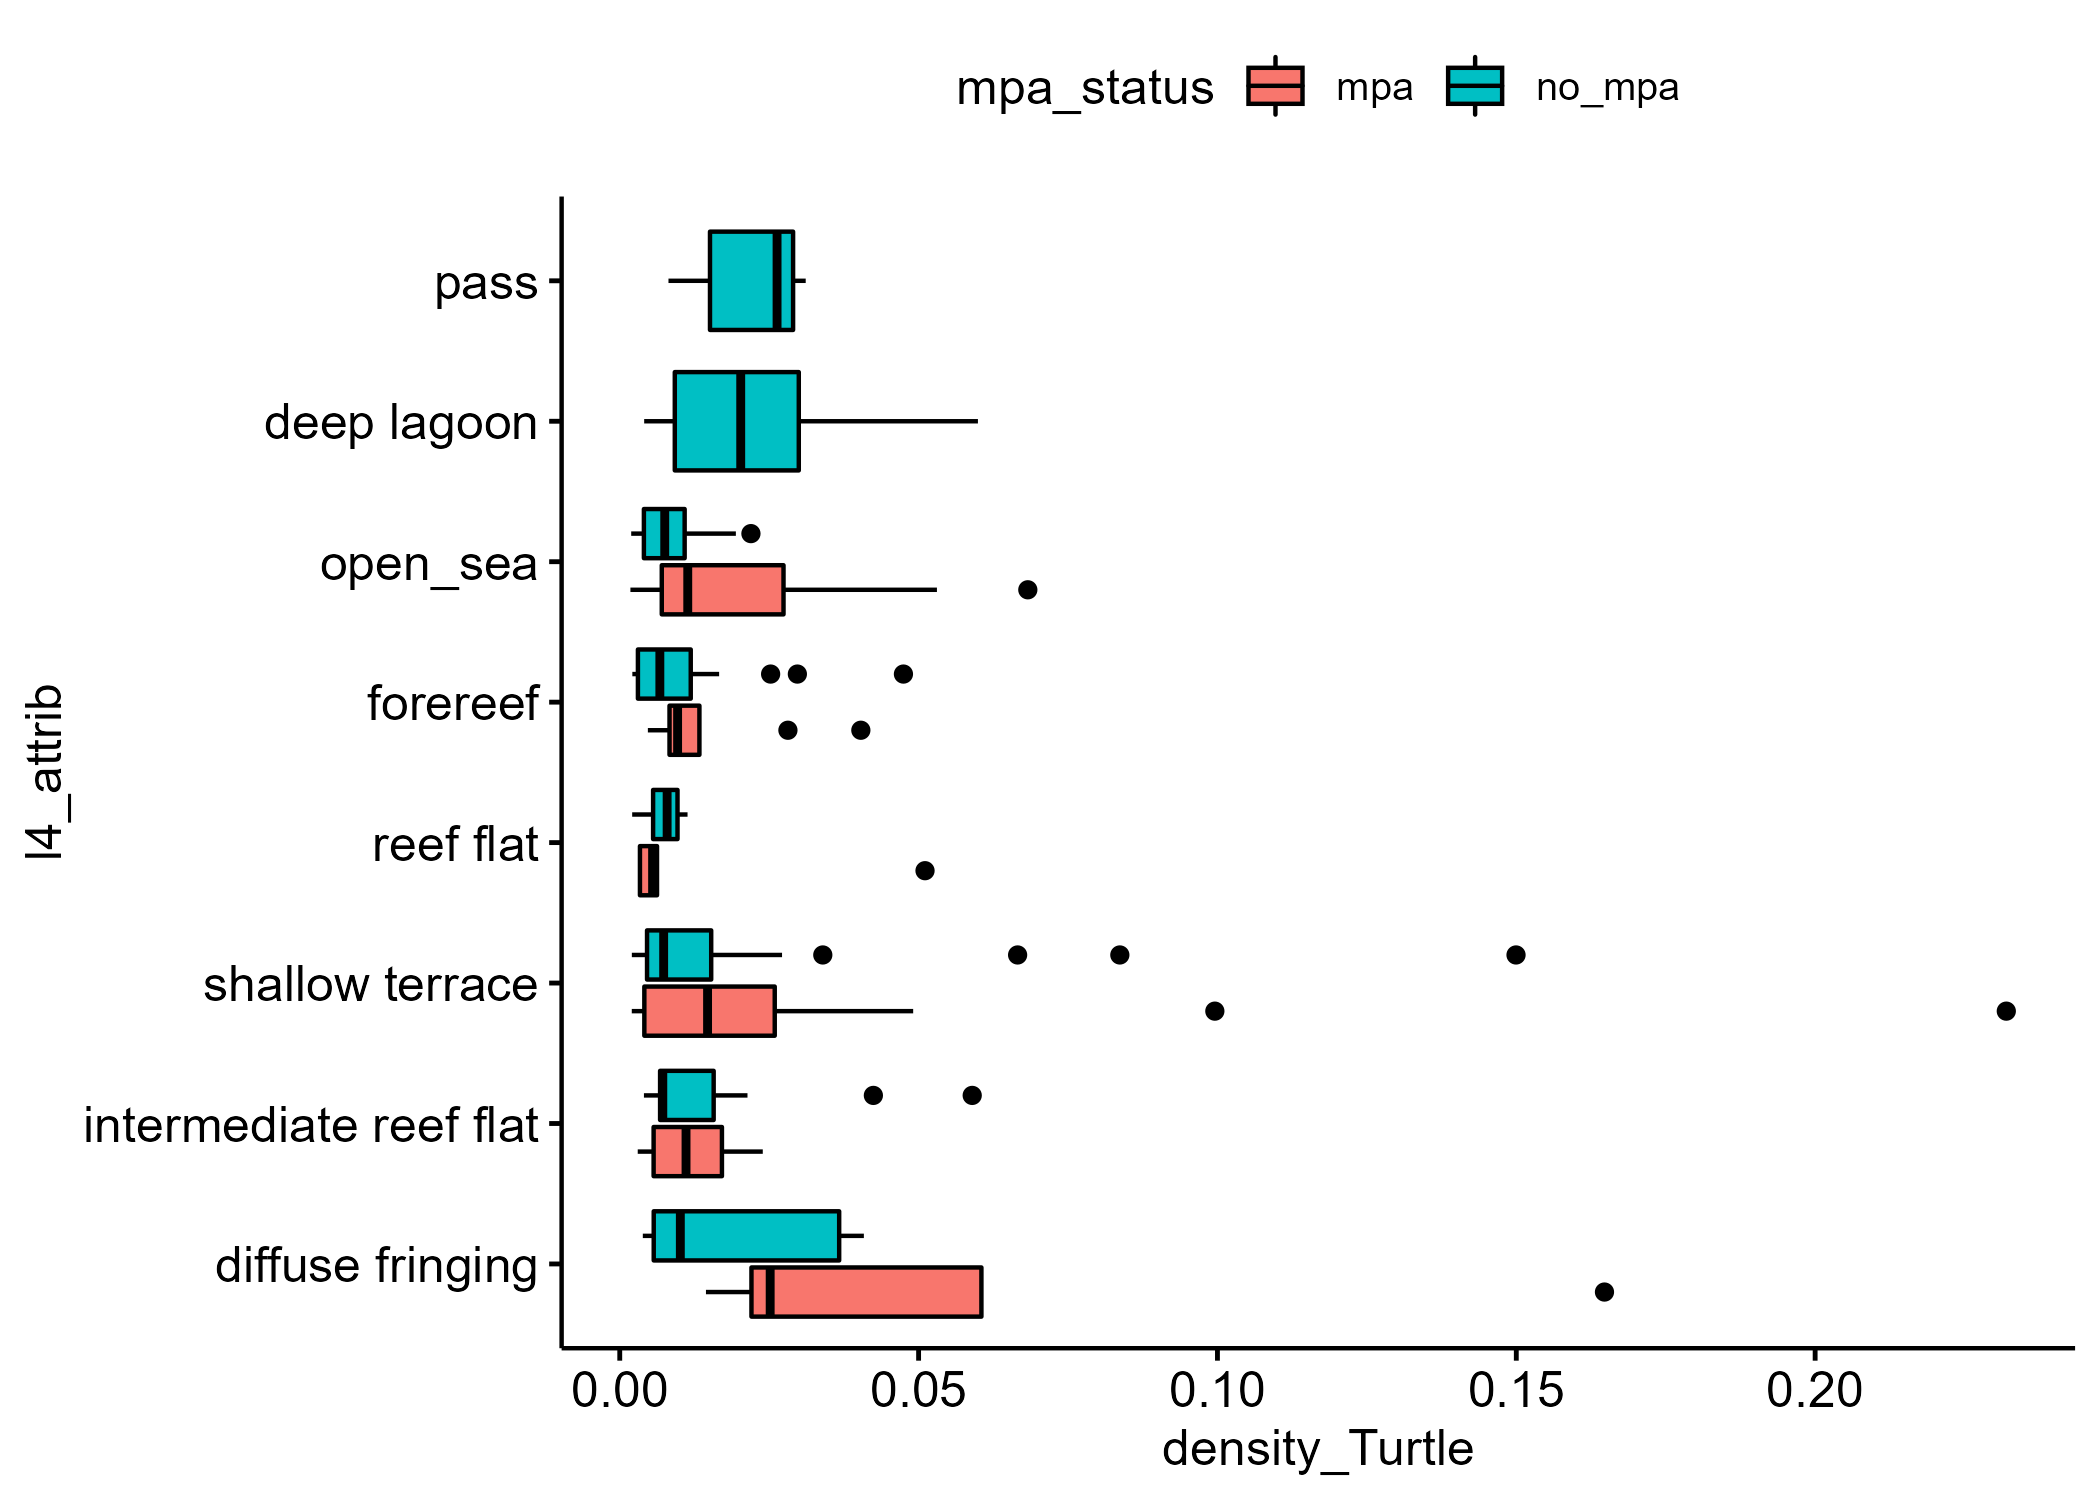 mpa_status mpa no_mpa
pass
deep lagoon
open_sea
forereef
reef flat
shallow terrace
intermediate reef flat
diffuse fringing
l4_attrib
0.00 0.05 0.10 0.15 0.20
density_Turtle